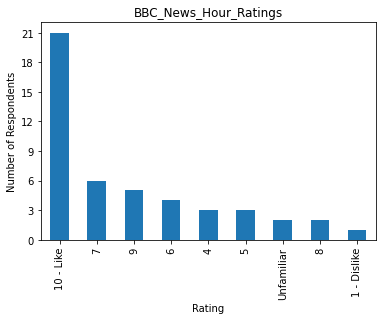 BBC_News_Hour_Ratings
Number of Respondents
21
18
15
12
9
6
3
0
10 - Like
7
9
6
4
5
Unfamiliar
8
1 - Dislike
Rating